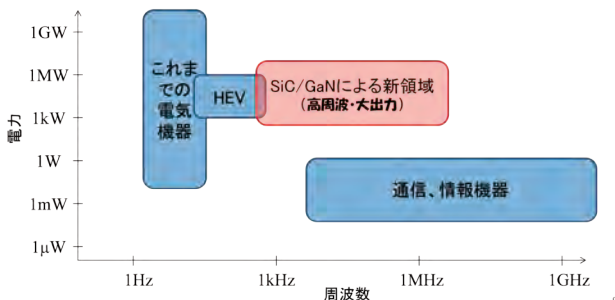 1GW
1MW
1kW
1W
1mW
1μW
電力
これま
での
電気
機器
HEV
SiC/GaNによる新領域
(高周波・大出力)
通信、情報機器
1Hz
1kHz
1MHz
1GHz
周波数